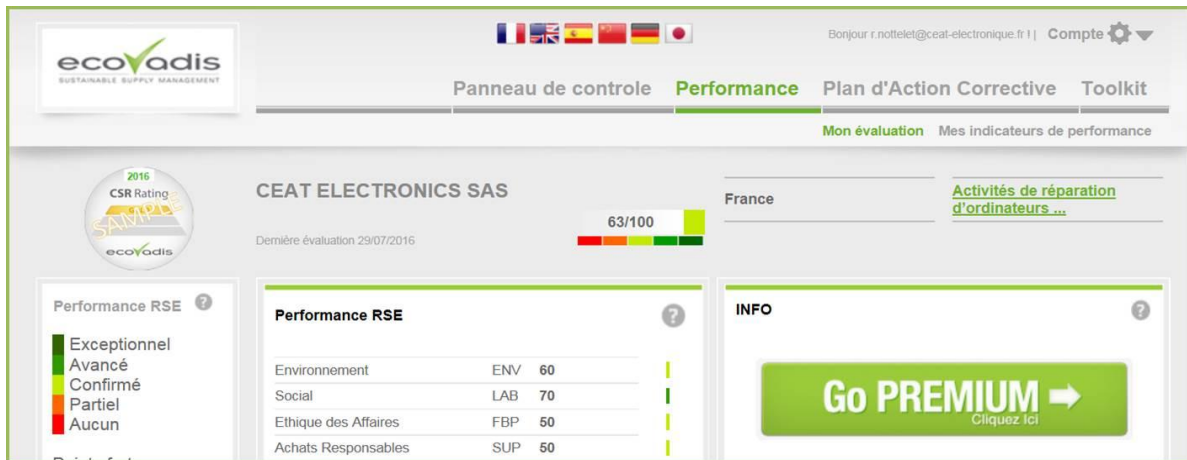 ecovadis
SUSTAINABLE SUPPLY MANAGEMENT
Bonjour r.nottelet@ceat-electronique.fr ! | Compte
Panneau de controle Performance Plan d'Action Corrective Toolkit
Mon évaluation Mes indicateurs de performance
2016
CSR Rating
SAMPLE
ecovadis
CEAT ELECTRONICS SAS
Dernière évaluation 29/07/2016
63/100
France
Activités de réparation
d'ordinateurs ...
Performance RSE ?
Exceptionnel
Avancé
Confirmé
Partiel
Aucun
Performance RSE ?
Environnement ENV 60
Social LAB 70
Ethique des Affaires FBP 50
Achats Responsables SUP 50
INFO ?
Go PREMIUM
Cliquez Ici